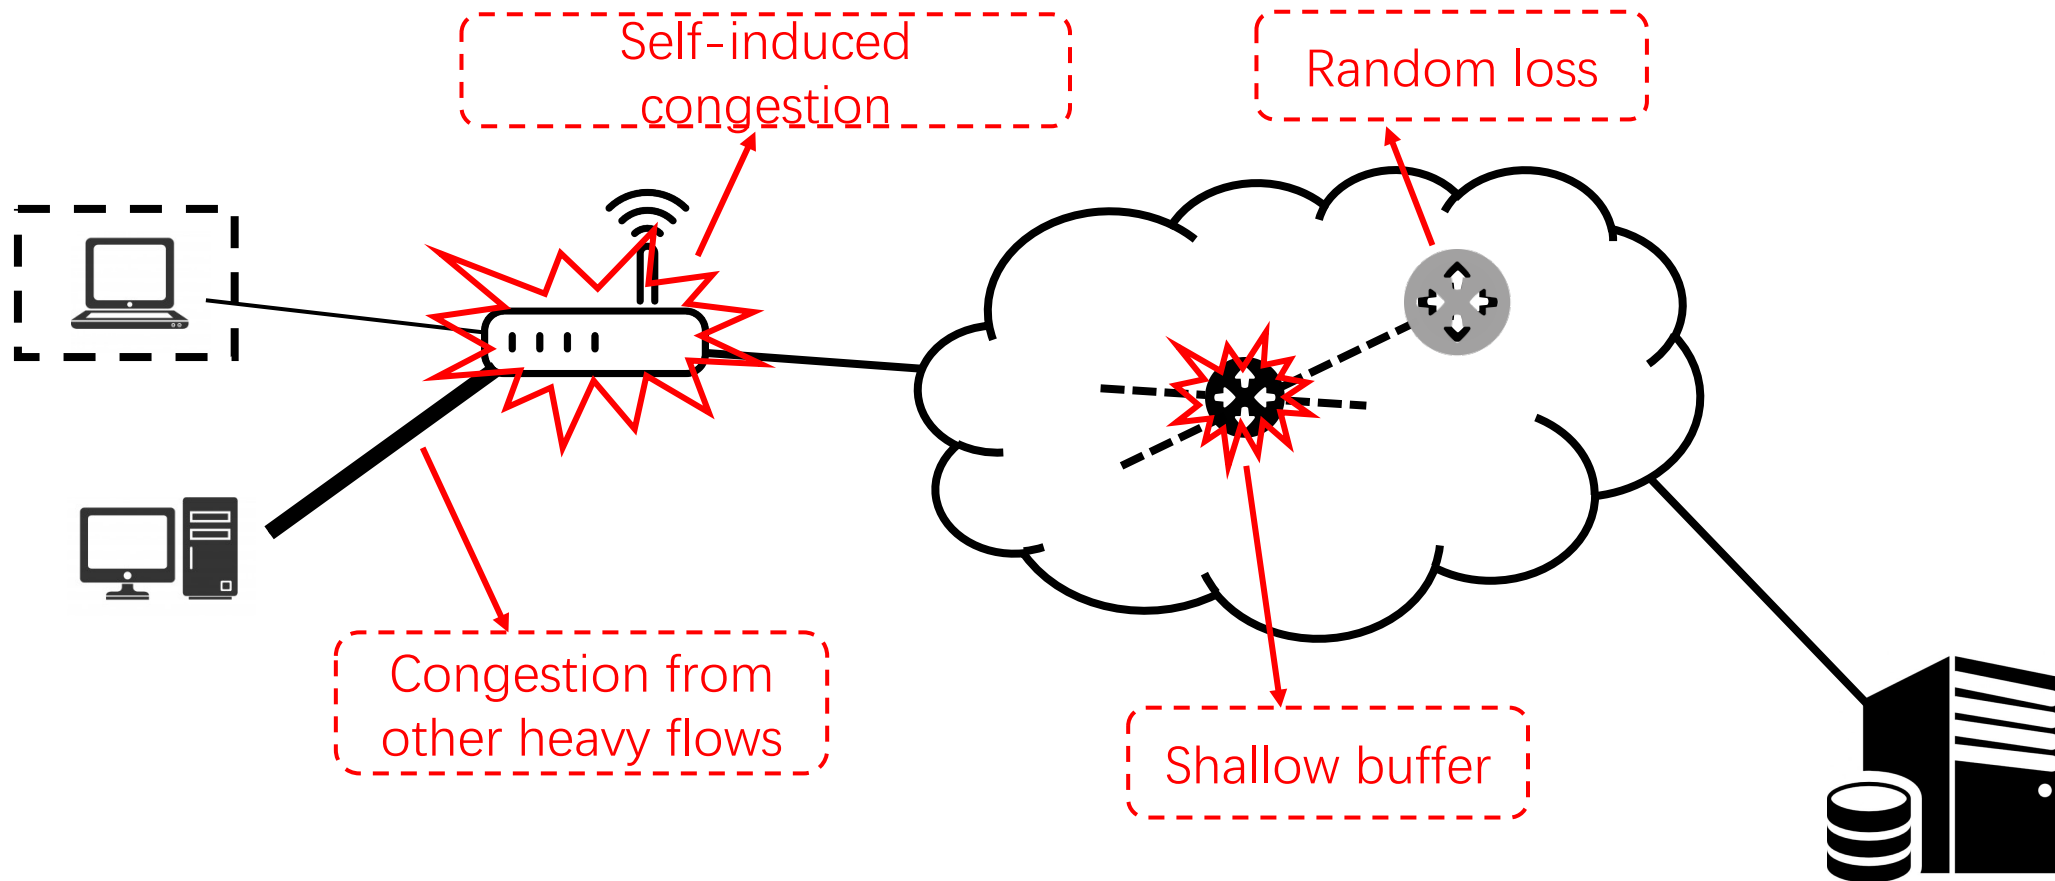 Self-induced
congestion
Random loss
Congestion from
other heavy flows
Shallow buffer